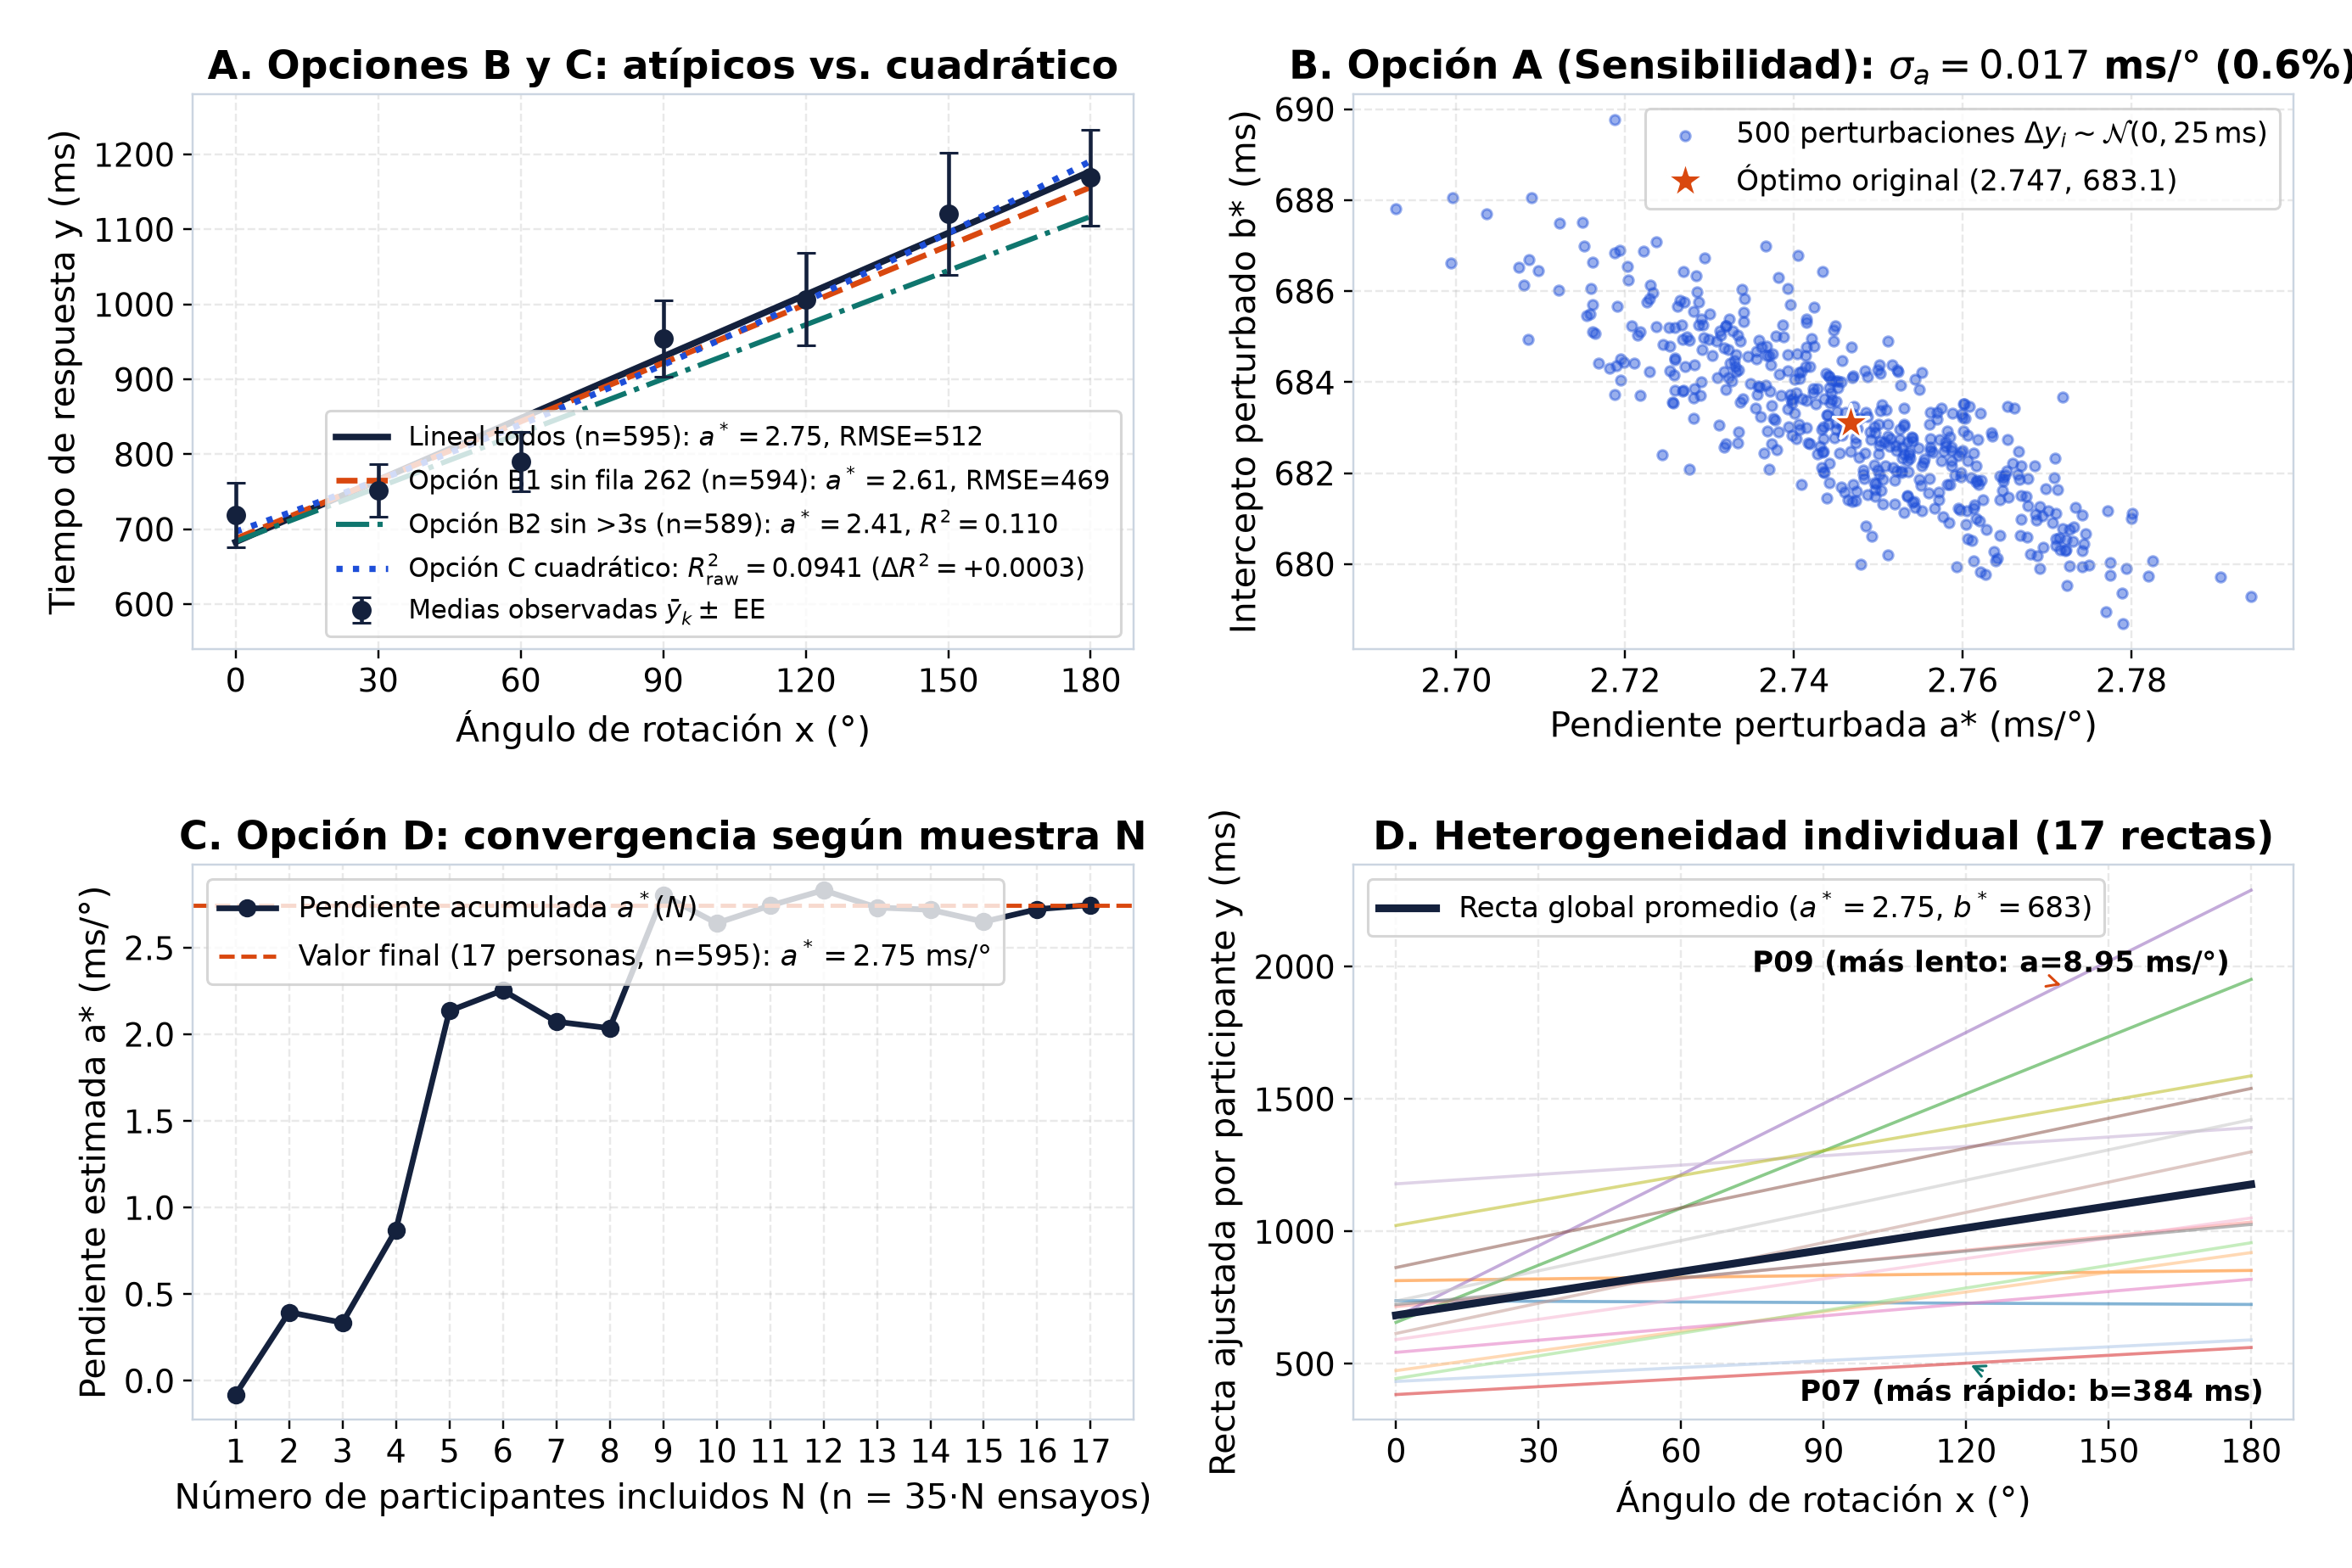 A. Opciones B y C: atípicos vs. cuadrático
Tiempo de respuesta y (ms)
1200
1100
1000
900
800
700
600
Lineal todos (n=595): a* = 2.75, RMSE=512
Opción B1 sin fila 262 (n=594): a* = 2.61, RMSE=469
Opción B2 sin >3s (n=589): a* = 2.41, R² = 0.110
Opción C cuadrático: R²raw = 0.0941 (ΔR² = +0.0003)
Medias observadas ȳk ± EE
0 30 60 90 120 150 180
Ángulo de rotación x (°)
B. Opción A (Sensibilidad): σa = 0.017 ms/° (0.6%)
Intercepto perturbado b* (ms)
690
688
686
684
682
680
500 perturbaciones Δyi ~ 𝒩(0, 25 ms)
Óptimo original (2.747, 683.1)
2.70 2.72 2.74 2.76 2.78
Pendiente perturbada a* (ms/°)
C. Opción D: convergencia según muestra N
Pendiente estimada a* (ms/°)
2.5
2.0
1.5
1.0
0.5
0.0
Pendiente acumulada a*(N)
Valor final (17 personas, n=595): a* = 2.75 ms/°
1 2 3 4 5 6 7 8 9 10 11 12 13 14 15 16 17
Número de participantes incluidos N (n = 35·N ensayos)
D. Heterogeneidad individual (17 rectas)
Recta ajustada por participante y (ms)
2000
1500
1000
500
Recta global promedio (a* = 2.75, b* = 683)
P09 (más lento: a=8.95 ms/°)
P07 (más rápido: b=384 ms)
0 30 60 90 120 150 180
Ángulo de rotación x (°)